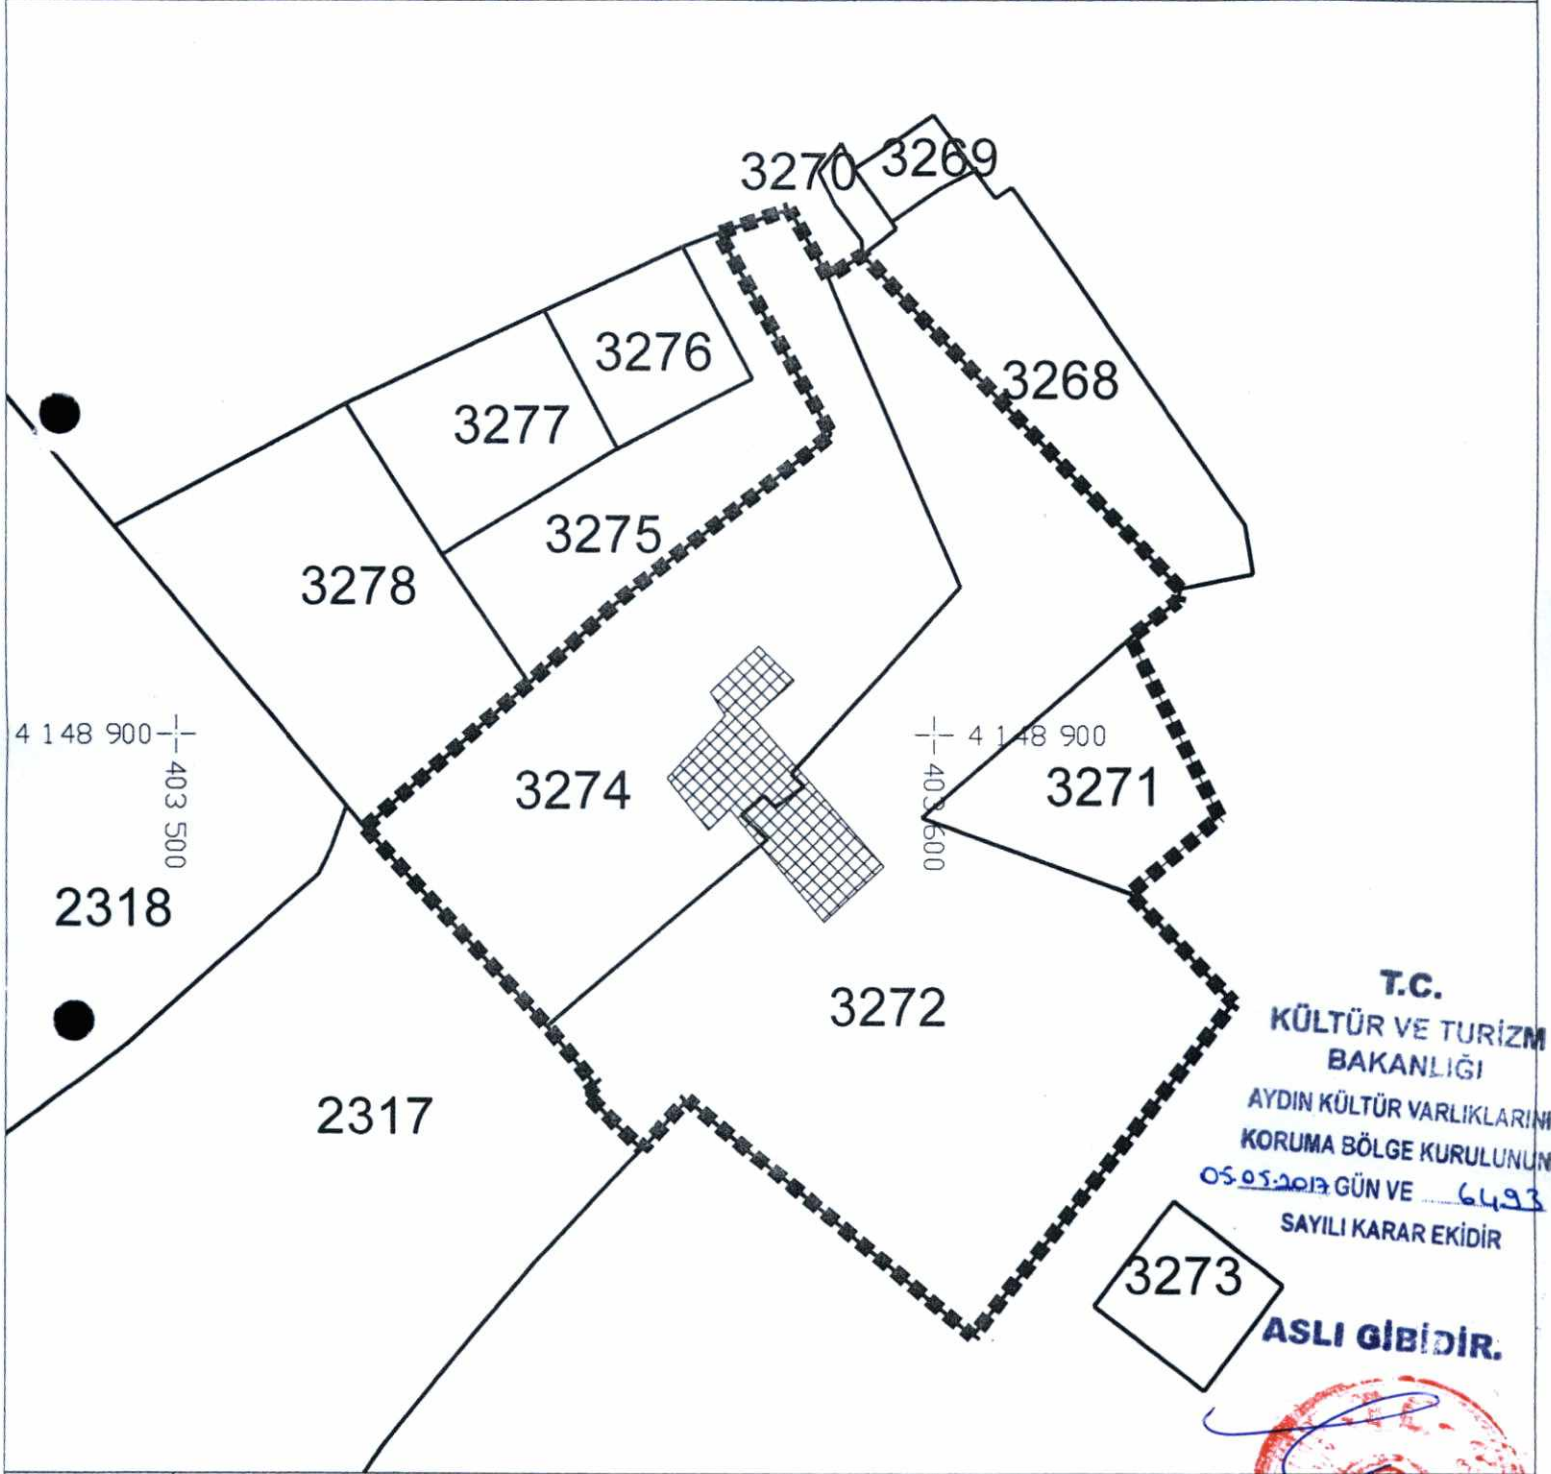 3270
3269
3276
3268
3277
3275
3278
4 148 900
403 500
4 148 900
403 600
3274
3271
2318
3272
2317
3273
T.C.
KÜLTÜR VE TURİZM
BAKANLIĞI
AYDIN KÜLTÜR VARLIKLARINI
KORUMA BÖLGE KURULUNUN
05.05.2017 GÜN VE 6493
SAYILI KARAR EKİDİR
ASLI GİBİDİR.